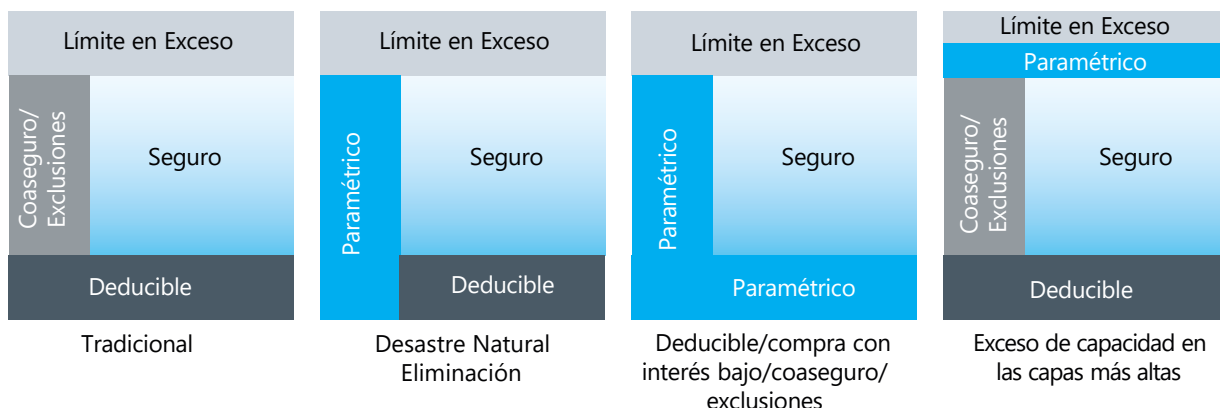 Límite en Exceso
Coaseguro/
Exclusiones
Seguro
Deducible
Tradicional
Límite en Exceso
Paramétrico
Seguro
Deducible
Desastre Natural
Eliminación
Límite en Exceso
Paramétrico
Seguro
Paramétrico
Deducible/compra con
interés bajo/coaseguro/
exclusiones
Límite en Exceso
Paramétrico
Coaseguro/
Exclusiones
Seguro
Deducible
Exceso de capacidad en
las capas más altas